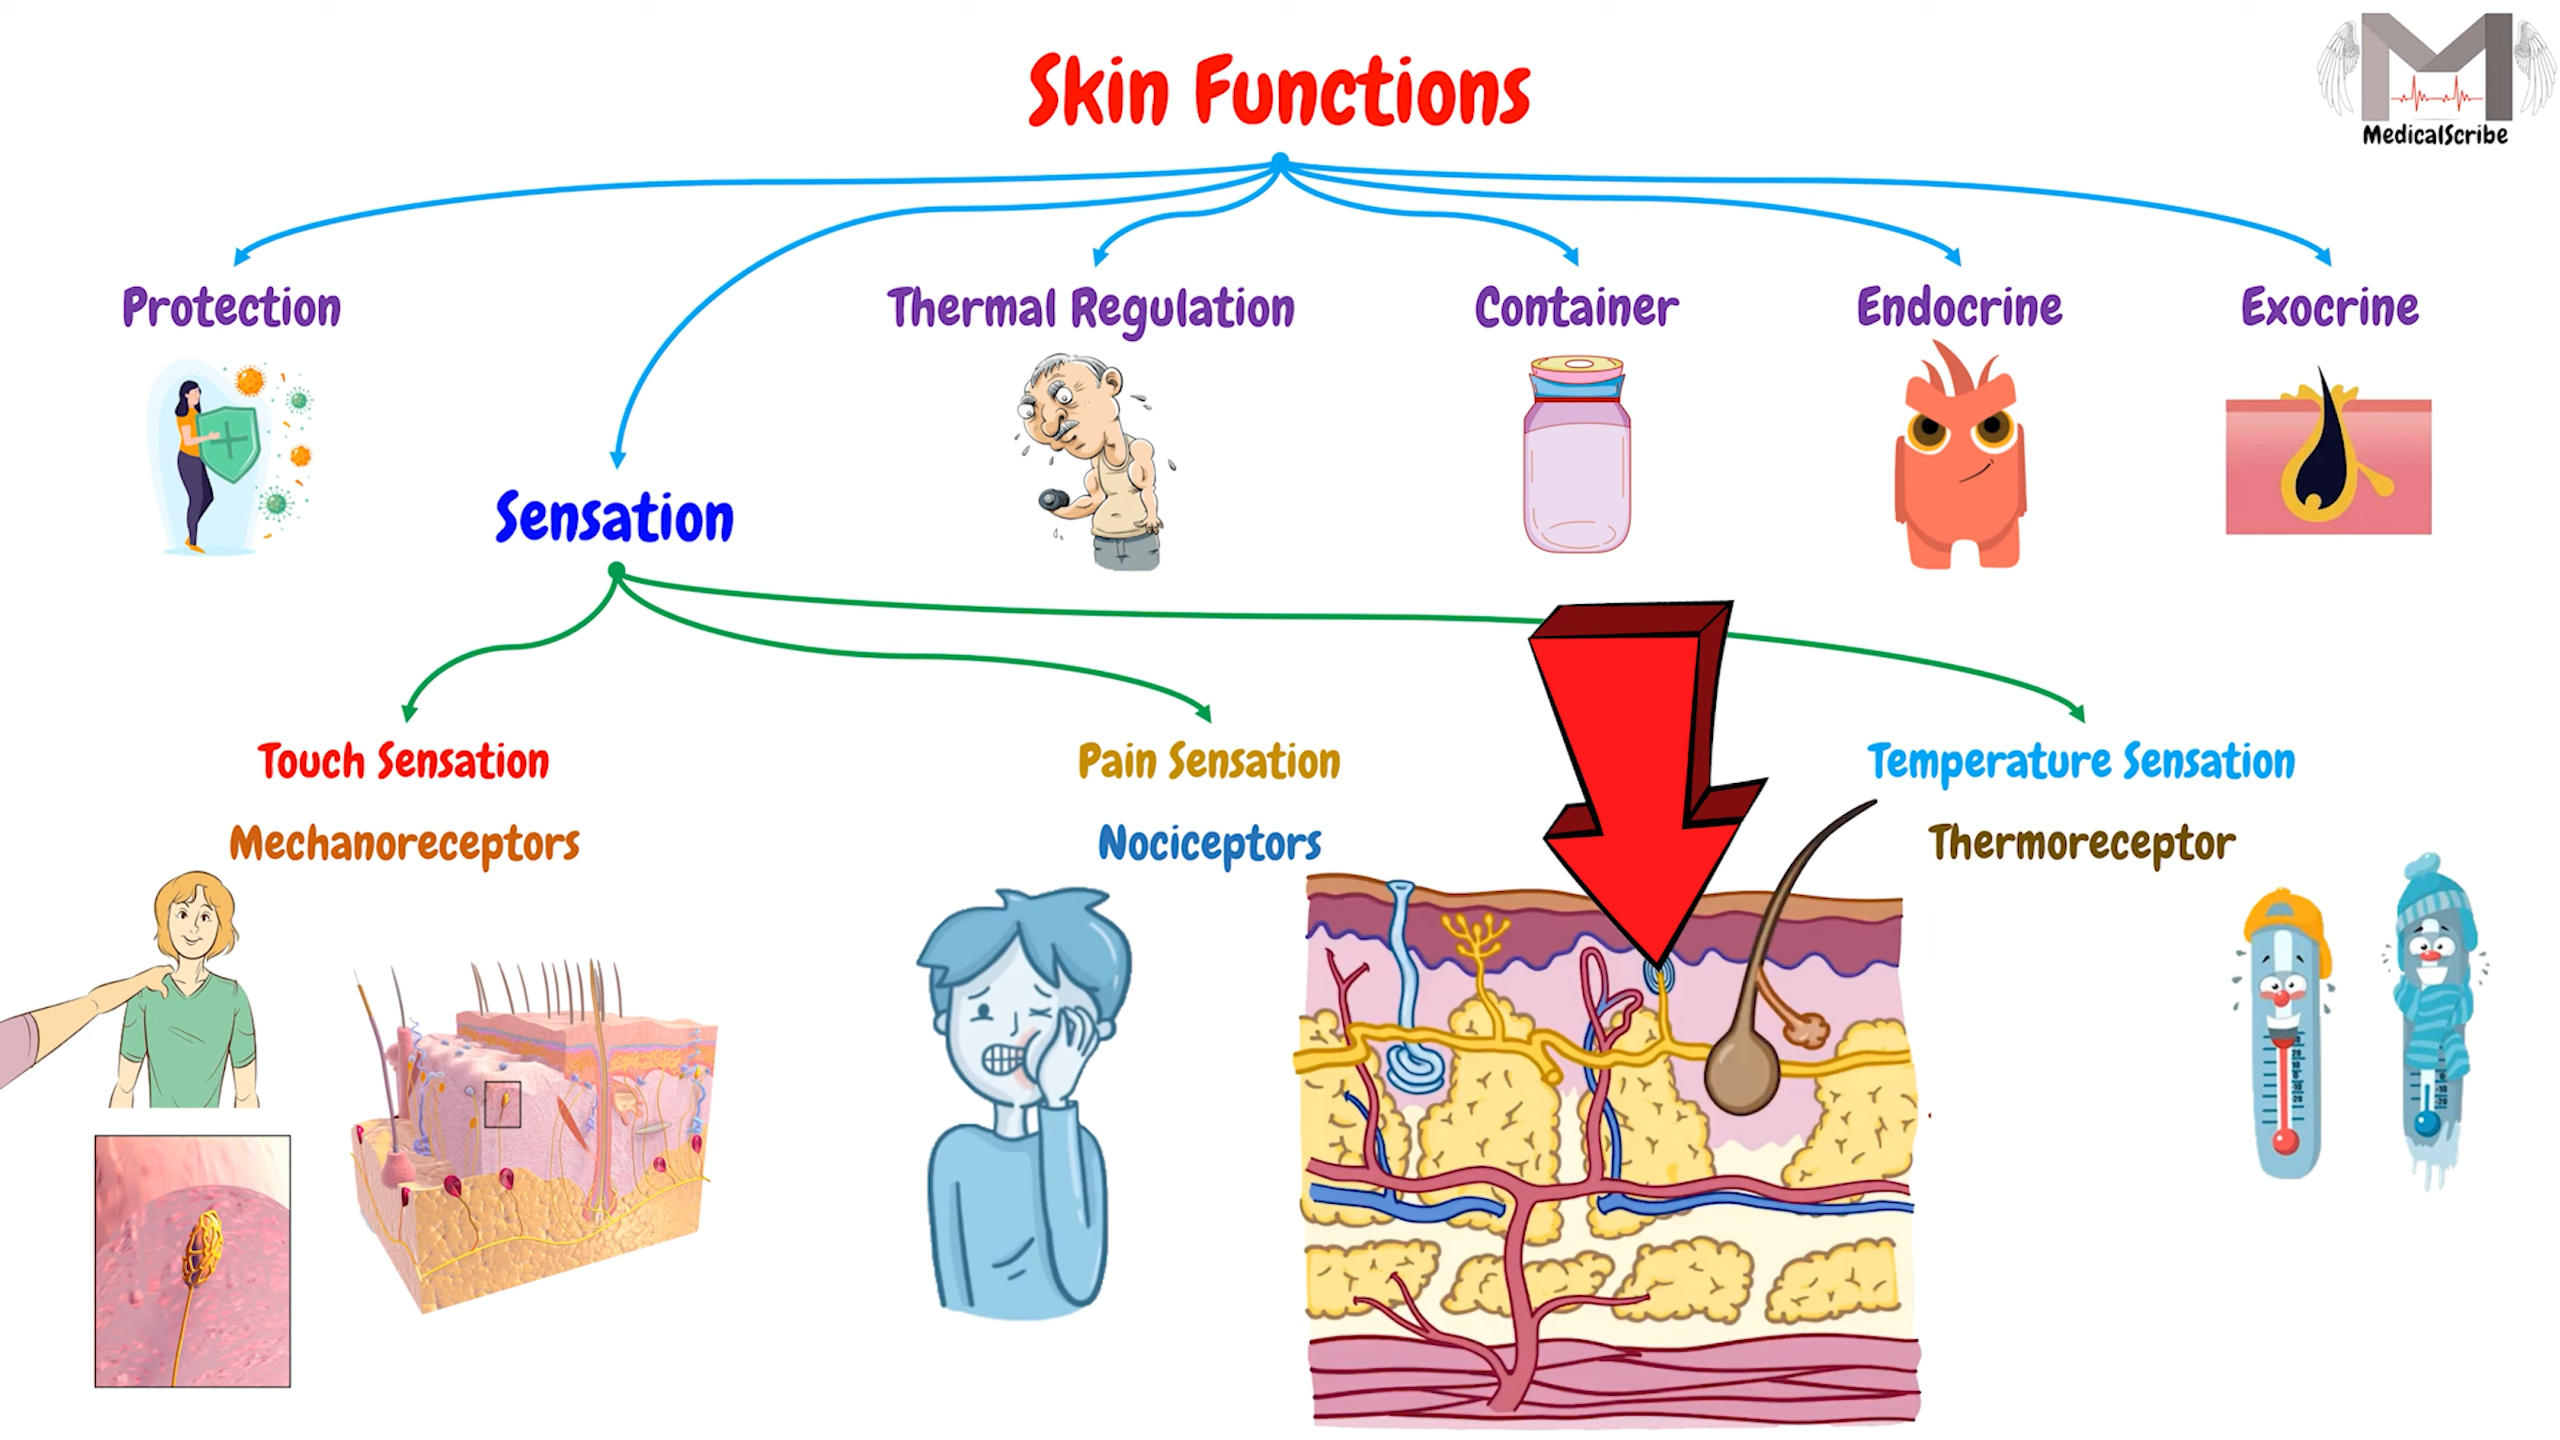 Skin Functions
MedicalScribe
Protection
Thermal Regulation
Container
Endocrine
Exocrine
Sensation
Touch Sensation
Pain Sensation
Temperature Sensation
Mechanoreceptors
Nociceptors
Thermoreceptor